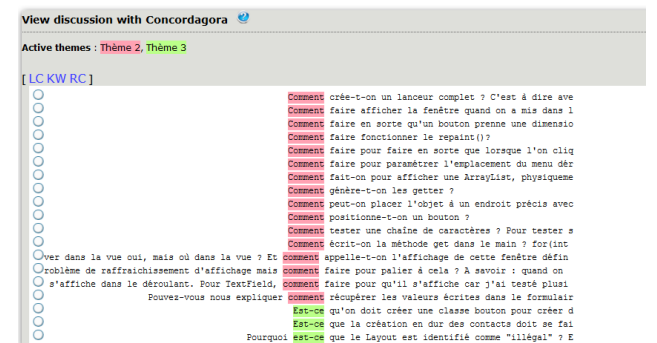 View discussion with Concordagora
Active themes : Thème 2, Thème 3
[ LC KW RC ]
Comment crée-t-on un lanceur complet ? C'est à dire ave
Comment faire afficher la fenêtre quand on a mis dans l
Comment faire en sorte qu'un bouton prenne une dimensio
Comment faire fonctionner le repaint()?
Comment faire pour faire en sorte que lorsque l'on cliq
Comment faire pour paramétrer l'emplacement du menu dér
Comment fait-on pour afficher une ArrayList, physiqueme
Comment génère-t-on les getter ?
Comment peut-on placer l'objet à un endroit précis avec
Comment positionne-t-on un bouton ?
Comment tester une chaîne de caractères ? Pour tester s
Comment écrit-on la méthode get dans le main ? for(int
ver dans la vue oui, mais où dans la vue ? Et comment appelle-t-on l'affichage de cette fenêtre défin
roblème de raffraichissement d'affichage mais comment faire pour palier à cela ? A savoir : quand on
s'affiche dans le déroulant. Pour TextField, comment faire pour qu'il s'affiche car j'ai testé plusi
Pouvez-vous nous expliquer comment récupérer les valeurs écrites dans le formulair
Est-ce qu'on doit créer une classe bouton pour créer d
Est-ce que la création en dur des contacts doit se fai
Pourquoi est-ce que le Layout est identifié comme "illégal" ? E